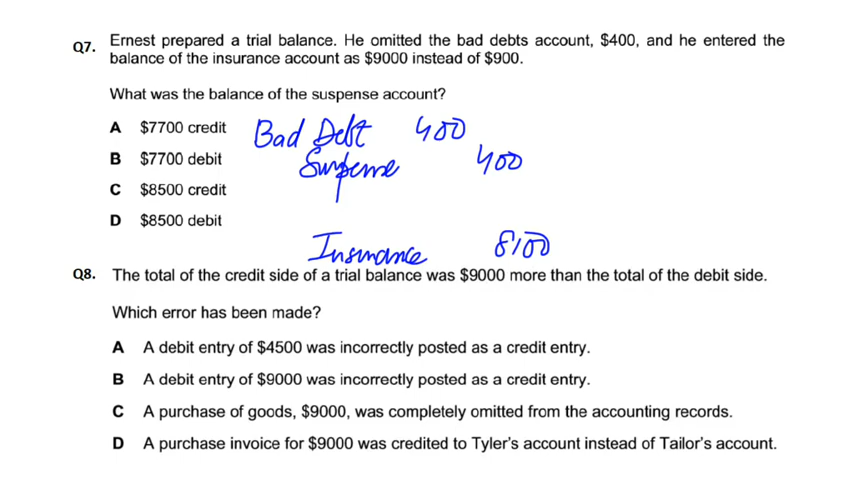 Q7. Ernest prepared a trial balance. He omitted the bad debts account, $400, and he entered the
balance of the insurance account as $9000 instead of $900.
What was the balance of the suspense account?
A $7700 credit
B $7700 debit
C $8500 credit
D $8500 debit
Bad Debt 400
Suspense 400
Insurance 8100
Q8. The total of the credit side of a trial balance was $9000 more than the total of the debit side.
Which error has been made?
A A debit entry of $4500 was incorrectly posted as a credit entry.
B A debit entry of $9000 was incorrectly posted as a credit entry.
C A purchase of goods, $9000, was completely omitted from the accounting records.
D A purchase invoice for $9000 was credited to Tyler's account instead of Tailor's account.